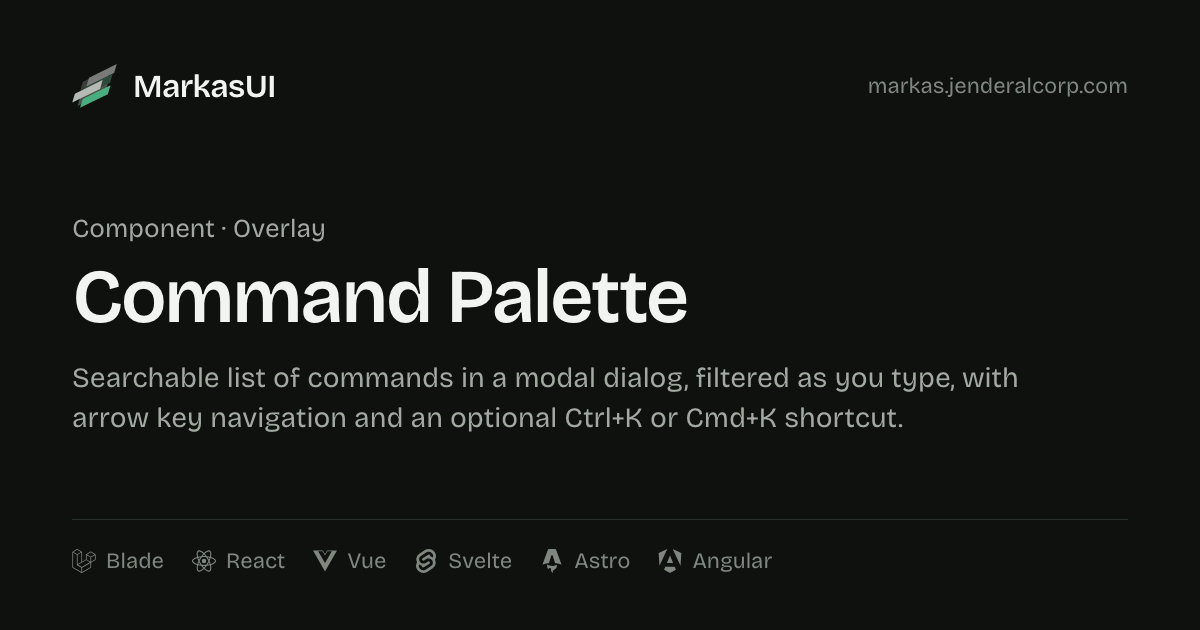 MarkasUI
markas.jenderalcorp.com
Component · Overlay
Command Palette
Searchable list of commands in a modal dialog, filtered as you type, with
arrow key navigation and an optional Ctrl+K or Cmd+K shortcut.
Blade React Vue Svelte Astro Angular